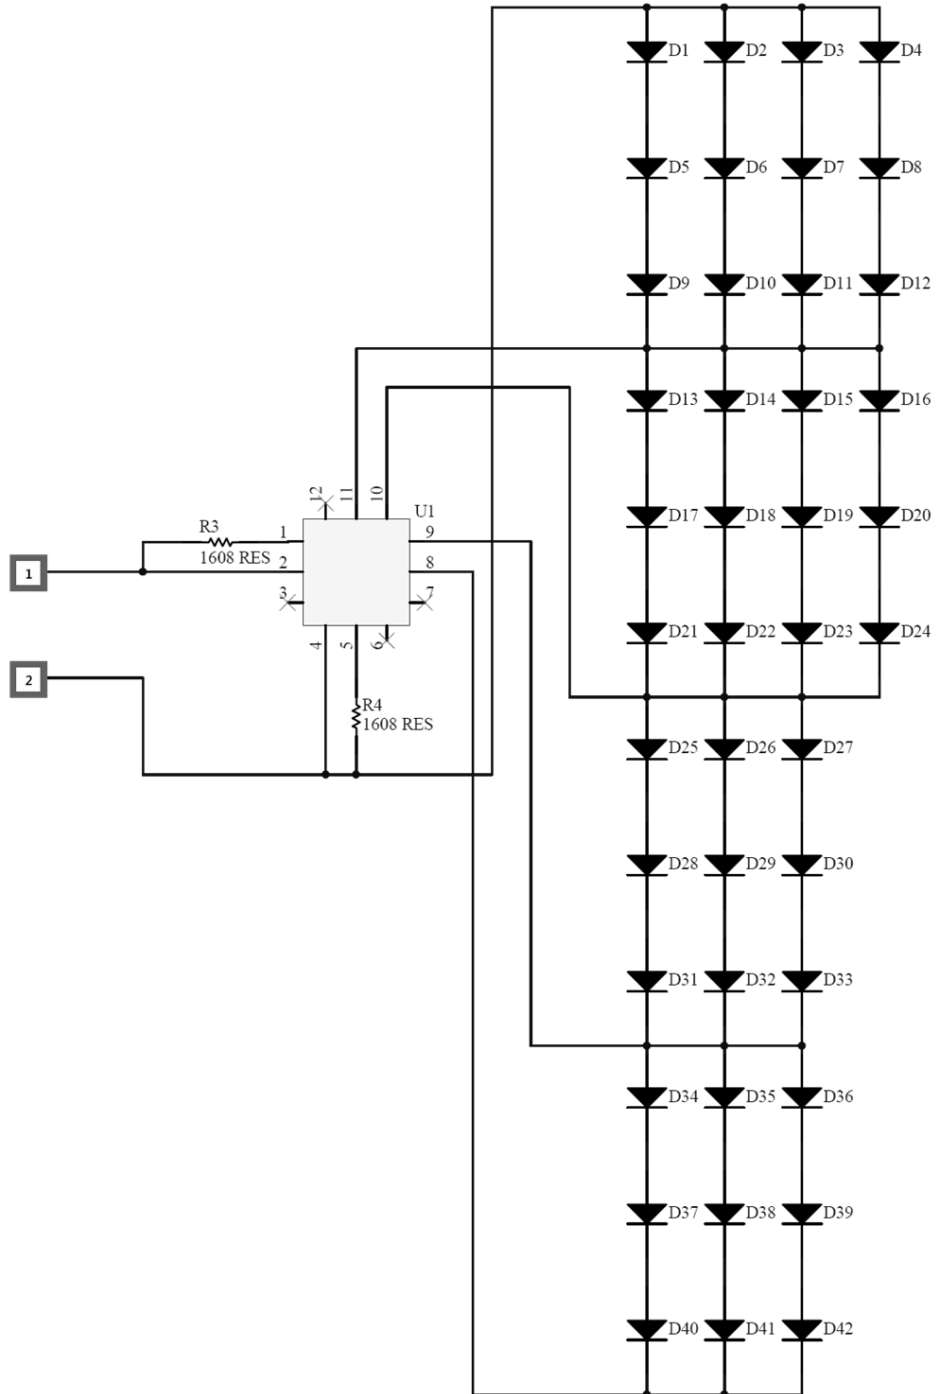 D1 D2 D3 D4
D5 D6 D7 D8
D9 D10 D11 D12
D13 D14 D15 D16
12 11 10
U1
R3
1608 RES
1 9
2 8
3 7
4 5 6
1
D17 D18 D19 D20
D21 D22 D23 D24
2
R4
1608 RES
D25 D26 D27
D28 D29 D30
D31 D32 D33
D34 D35 D36
D37 D38 D39
D40 D41 D42